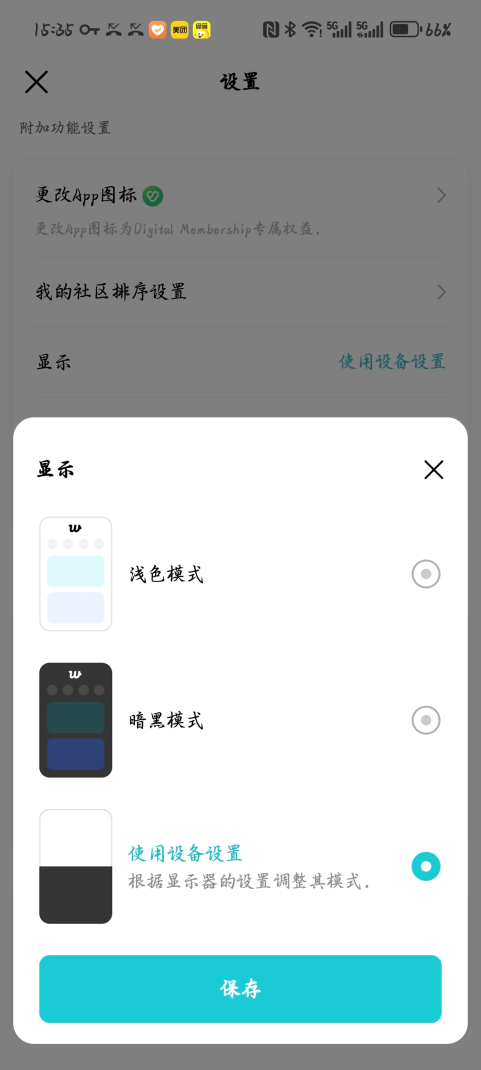 15:35
美团
5G
5G
66%
设置
附加功能设置
更改App图标
更改App图标为Digital Membership专属权益.
我的社区排序设置
显示
使用设备设置
显示
w
浅色模式
w
暗黑模式
使用设备设置
根据显示器的设置调整其模式.
保存